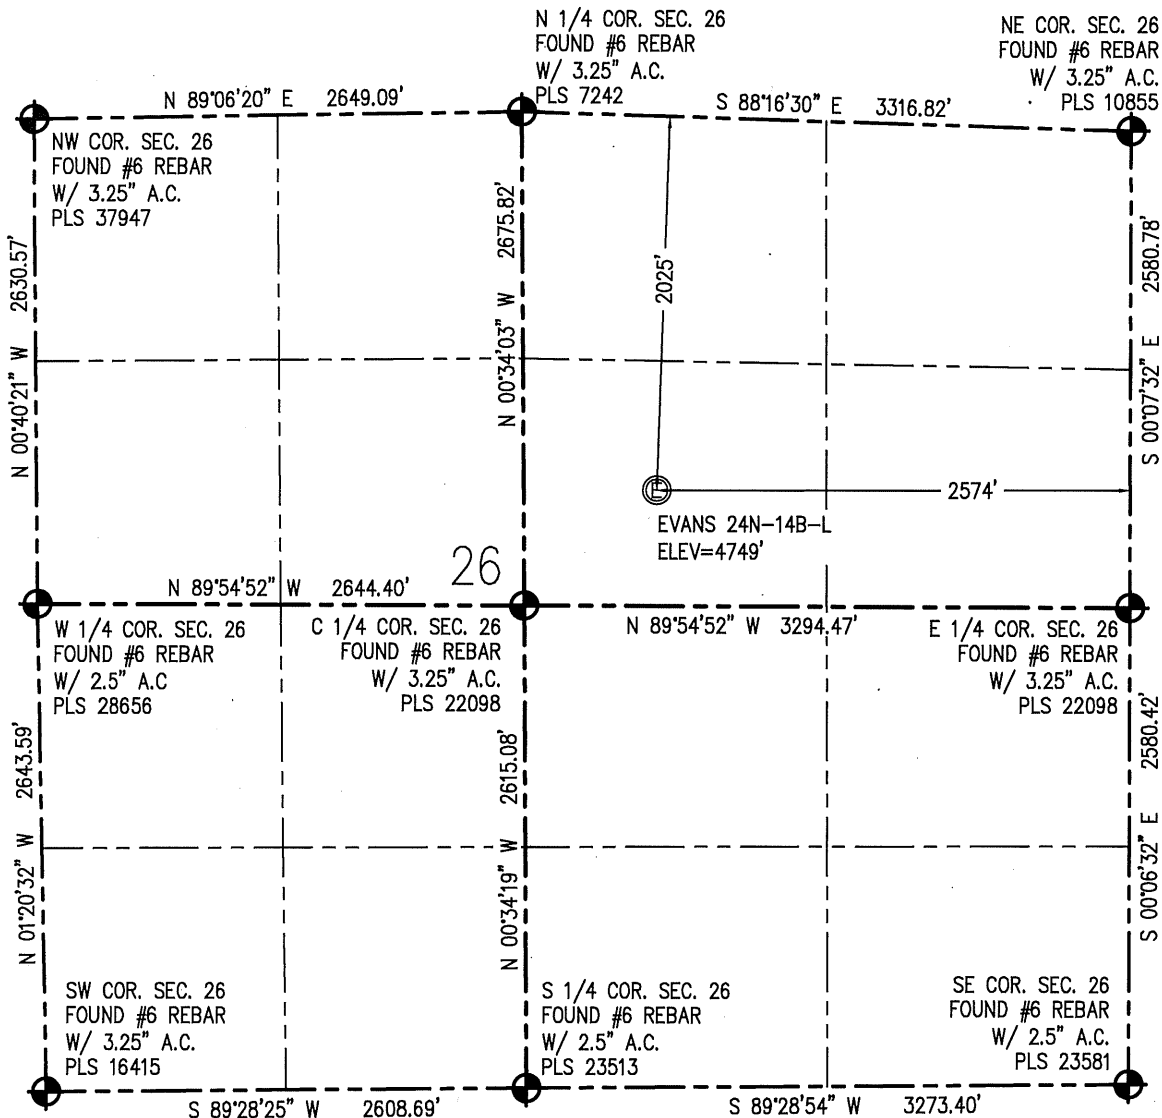 N 1/4 COR. SEC. 26
FOUND #6 REBAR
W/ 3.25" A.C.
PLS 7242
NE COR. SEC. 26
FOUND #6 REBAR
W/ 3.25" A.C.
PLS 10855
N 89°06'20" E 2649.09'
S 88°16'30" E 3316.82'
NW COR. SEC. 26
FOUND #6 REBAR
W/ 3.25" A.C.
PLS 37947
N 00°40'21" W 2630.57'
N 00°34'03" W 2675.82'
2025'
S 00°07'32" E 2580.78'
L
2574'
EVANS 24N-14B-L
ELEV=4749'
26
N 89°54'52" W 2644.40'
N 89°54'52" W 3294.47'
W 1/4 COR. SEC. 26
FOUND #6 REBAR
W/ 2.5" A.C
PLS 28656
C 1/4 COR. SEC. 26
FOUND #6 REBAR
W/ 3.25" A.C.
PLS 22098
E 1/4 COR. SEC. 26
FOUND #6 REBAR
W/ 3.25" A.C.
PLS 22098
N 01°20'32" W 2643.59'
N 00°34'19" W 2615.08'
S 00°06'32" E 2580.42'
SW COR. SEC. 26
FOUND #6 REBAR
W/ 3.25" A.C.
PLS 16415
S 1/4 COR. SEC. 26
FOUND #6 REBAR
W/ 2.5" A.C.
PLS 23513
SE COR. SEC. 26
FOUND #6 REBAR
W/ 2.5" A.C.
PLS 23581
S 89°28'25" W 2608.69'
S 89°28'54" W 3273.40'